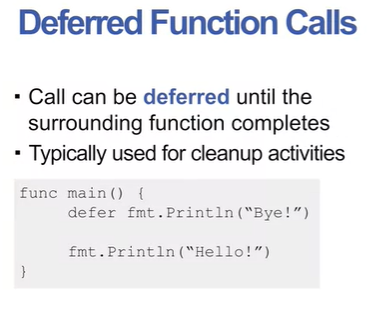 Deferred Function Calls
▪ Call can be deferred until the
surrounding function completes
▪ Typically used for cleanup activities
func main() {
defer fmt.Println(“Bye!”)
fmt.Println(“Hello!”)
}